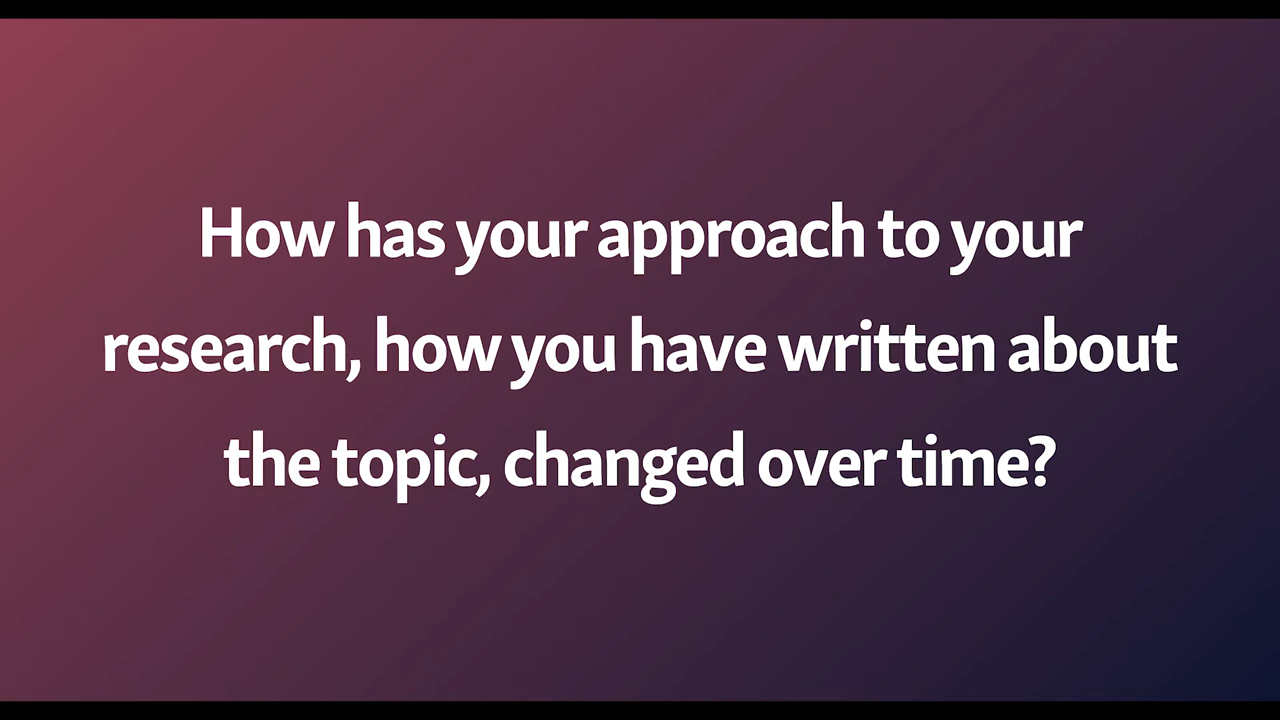 How has your approach to your
research, how you have written about
the topic, changed over time?